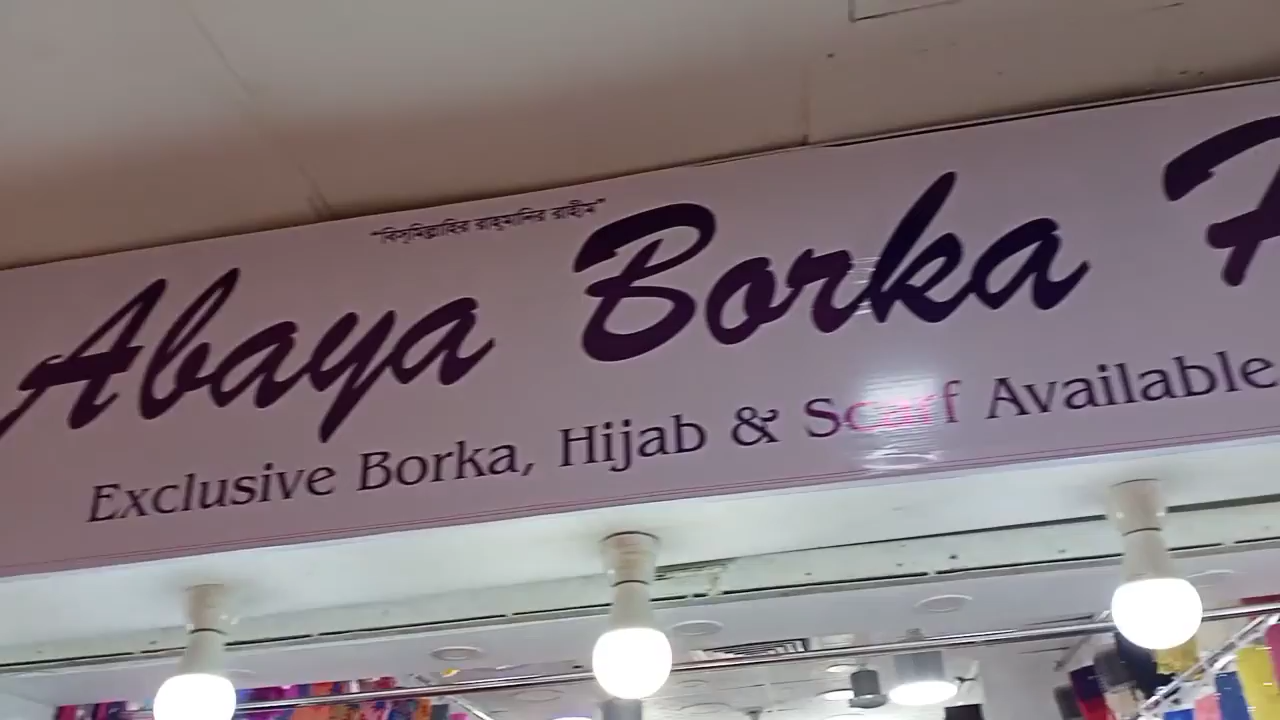 "বিস্‌মিল্লাহির রাহ্‌মানির রাহীম"
Abaya Borka
Exclusive Borka, Hijab & Scarf Available